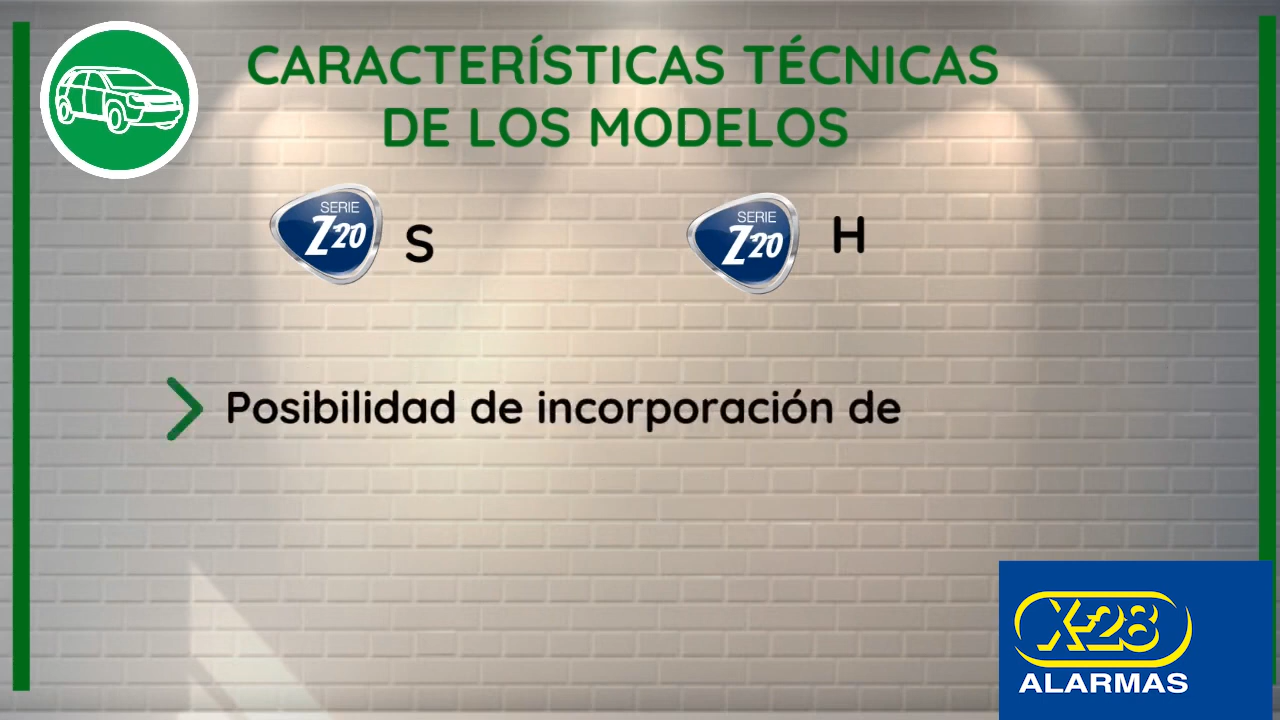 CARACTERÍSTICAS TÉCNICAS
DE LOS MODELOS
SERIE
Z20
S
SERIE
Z20
H
Posibilidad de incorporación de
X-28
ALARMAS